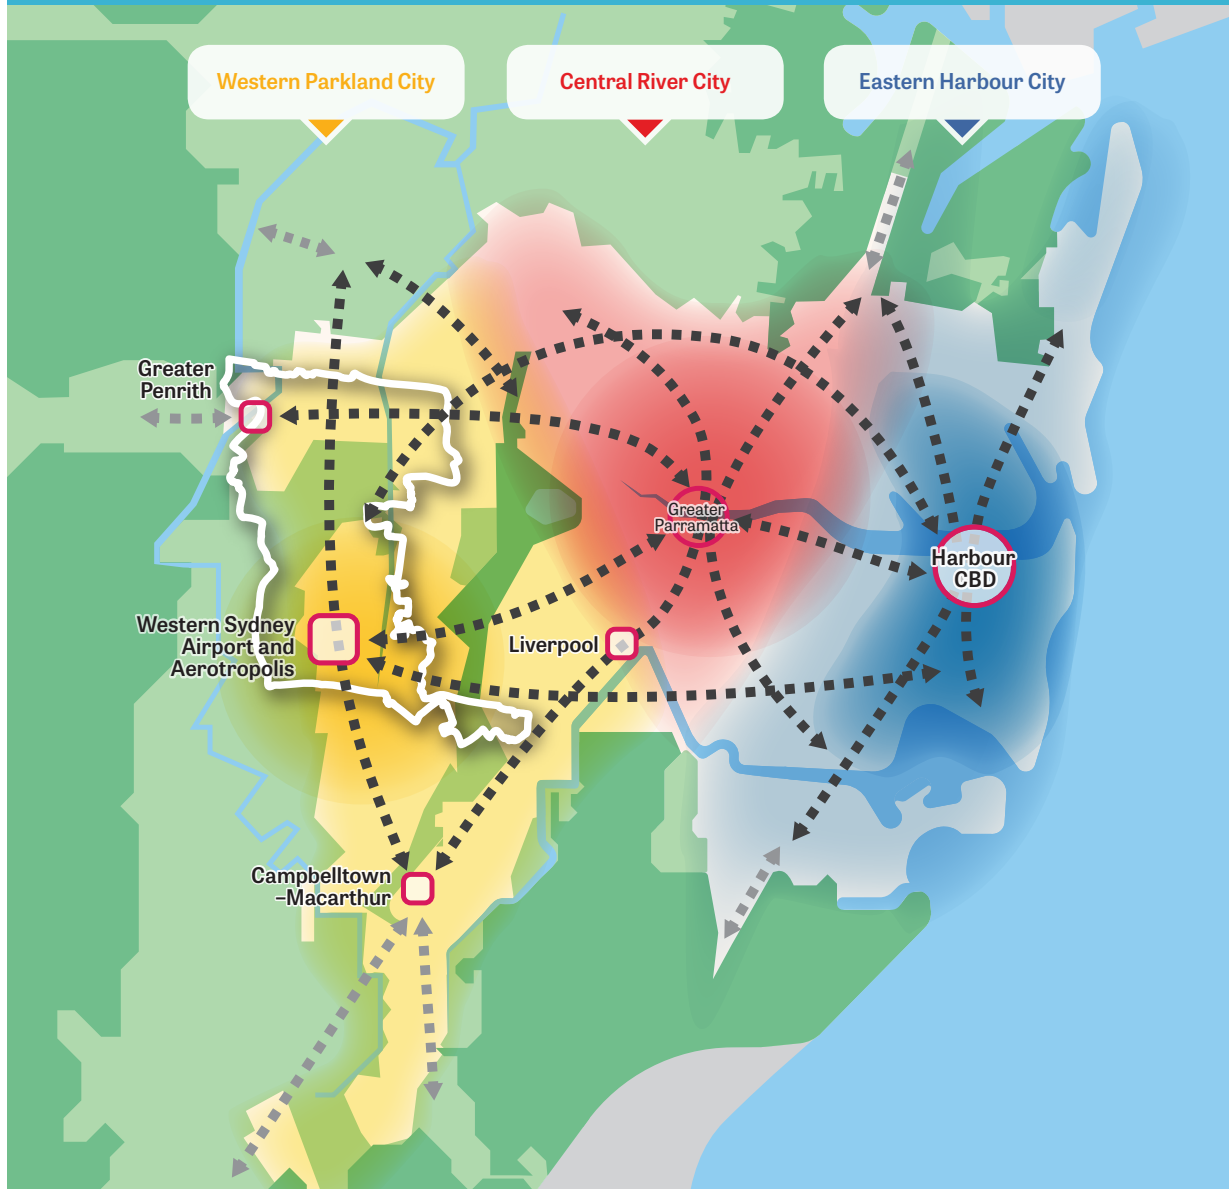 Western Parkland City
Central River City
Eastern Harbour City
Greater
Penrith
Greater
Parramatta
Harbour
CBD
Western Sydney
Airport and
Aerotropolis
Liverpool
Campbelltown
–Macarthur